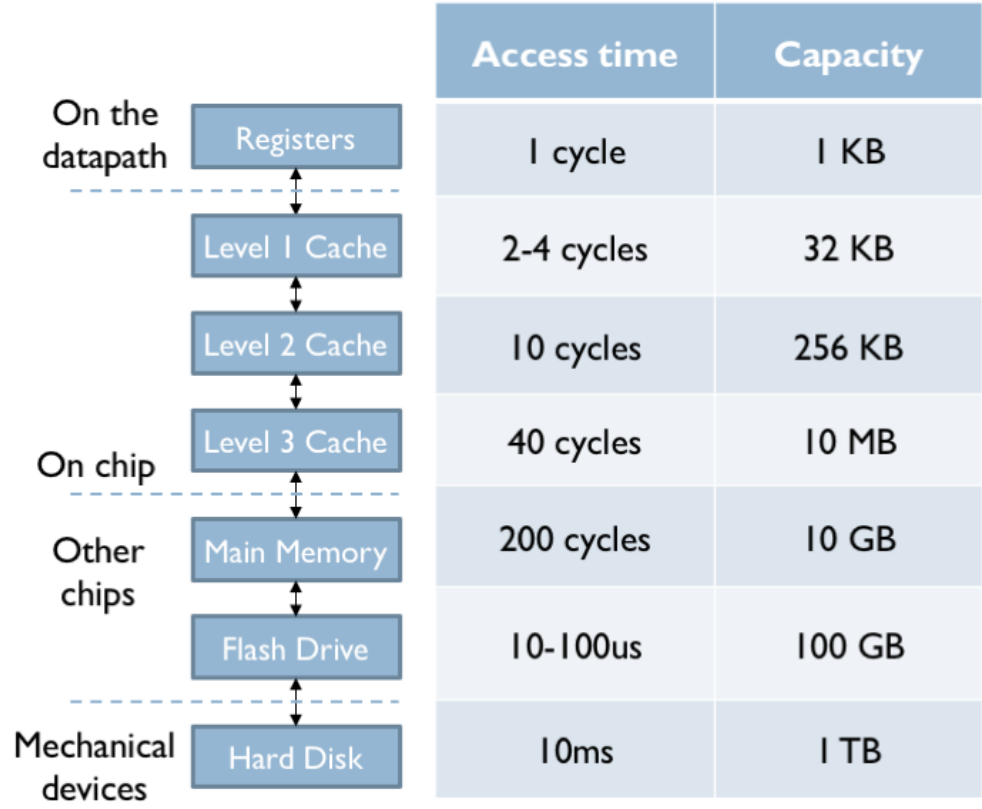 Access time Capacity
On the
datapath
Registers 1 cycle 1 KB
Level 1 Cache 2-4 cycles 32 KB
Level 2 Cache 10 cycles 256 KB
Level 3 Cache 40 cycles 10 MB
On chip
Other
chips
Main Memory 200 cycles 10 GB
Flash Drive 10-100us 100 GB
Mechanical
devices
Hard Disk 10ms 1 TB